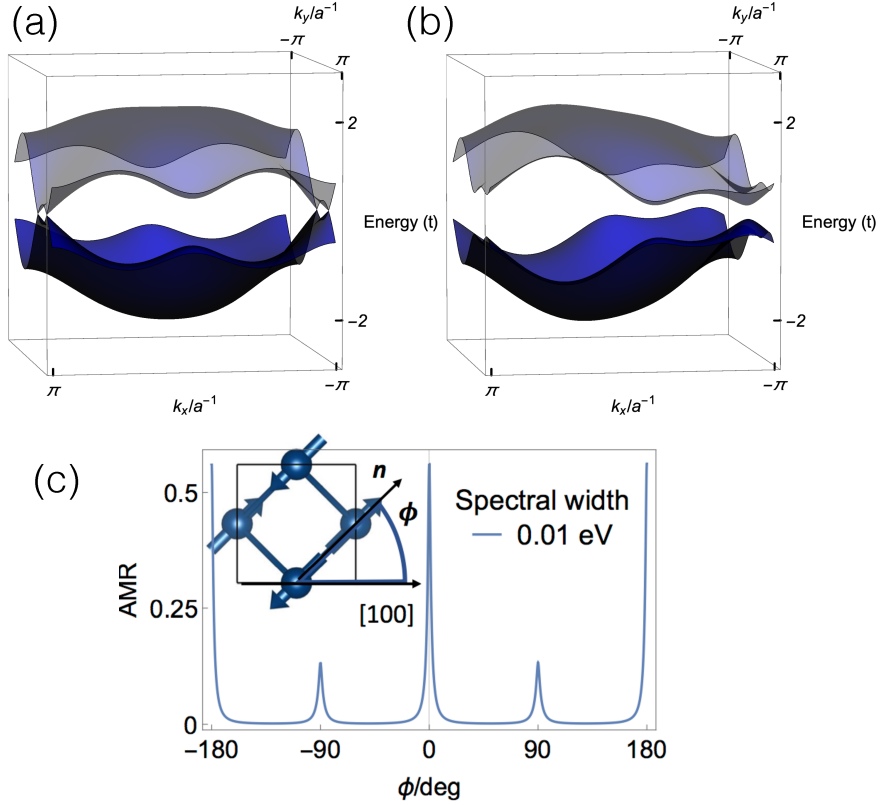 (a)
k_y/a⁻¹
−π
π
2
Energy (t)
−2
π
−π
k_x/a⁻¹
(b)
k_y/a⁻¹
−π
π
2
Energy (t)
−2
π
−π
k_x/a⁻¹
(c)
AMR
0.5
0.25
0
n
ϕ
[100]
Spectral width
0.01 eV
−180
−90
0
90
180
ϕ/deg